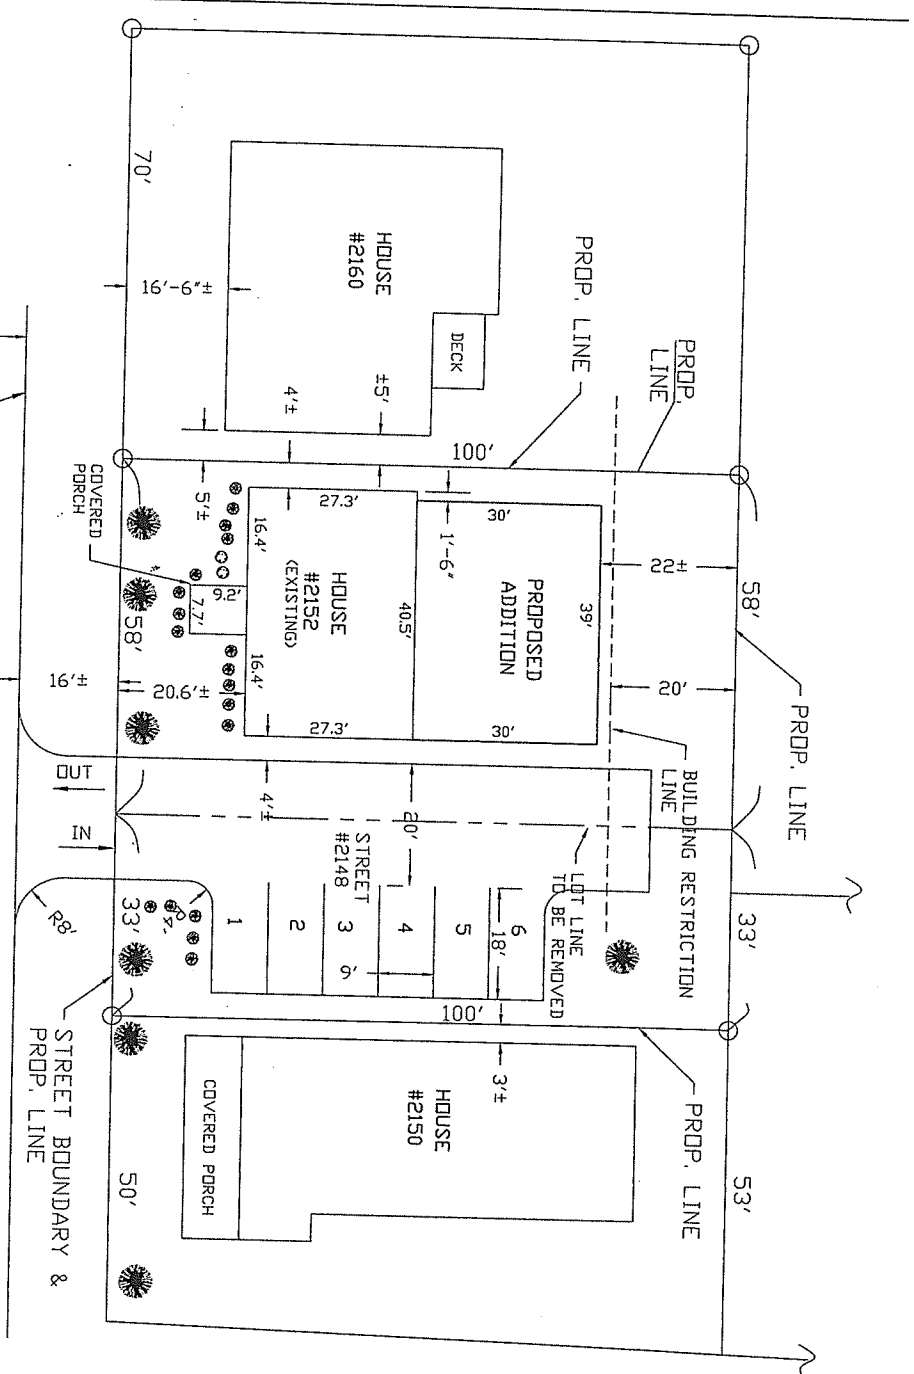 70'
16'-6"±
HOUSE
#2160
DECK
±5'
4'±
PROP. LINE
PROP.
LINE
100'
COVERED
PORCH
5'±
27.3'
16.4'
HOUSE
#2152
(EXISTING)
9.2'
7.7'
16.4'
40.5'
27.3'
1'-6"
30'
PROPOSED
ADDITION
39'
30'
22±
58'
20'
PROP. LINE
58'
16'±
20.6'±
OUT
IN
4'±
20'
STREET
#2148
LOT LINE
TO BE REMOVED
BUILDING RESTRICTION
LINE
33'
33'
R8'
1
2
3
4
5
6
9'
18'
100'
3'±
PROP. LINE
STREET BOUNDARY &
PROP. LINE
COVERED PORCH
HOUSE
#2150
50'
53'